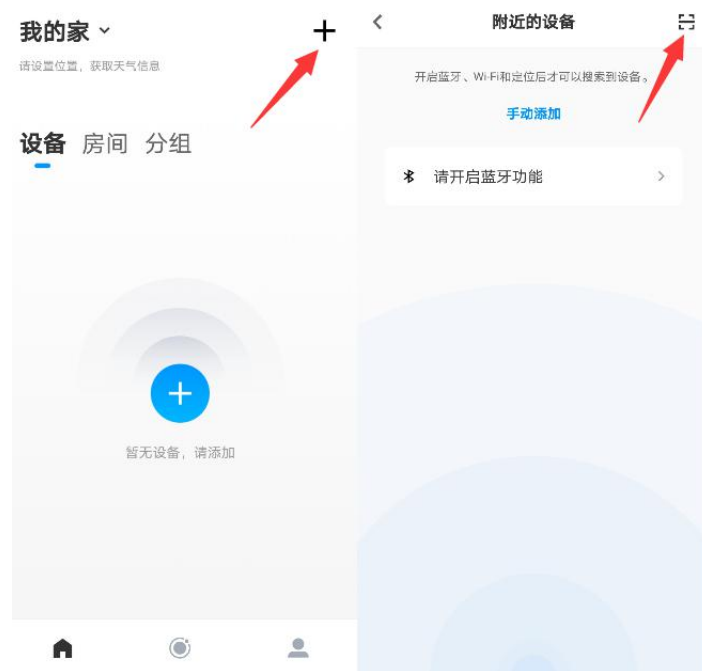 我的家
请设置位置，获取天气信息
设备 房间 分组
暂无设备，请添加
附近的设备
开启蓝牙、Wi-Fi和定位后才可以搜索到设备。
手动添加
请开启蓝牙功能